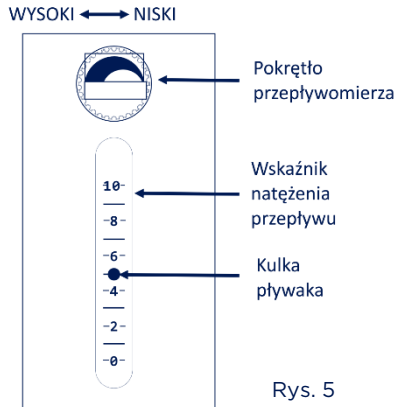 WYSOKI NISKI
Pokrętło
przepływomierza
Wskaźnik
natężenia
przepływu
10
8
6
Kulka
pływaka
4
2
0
Rys. 5